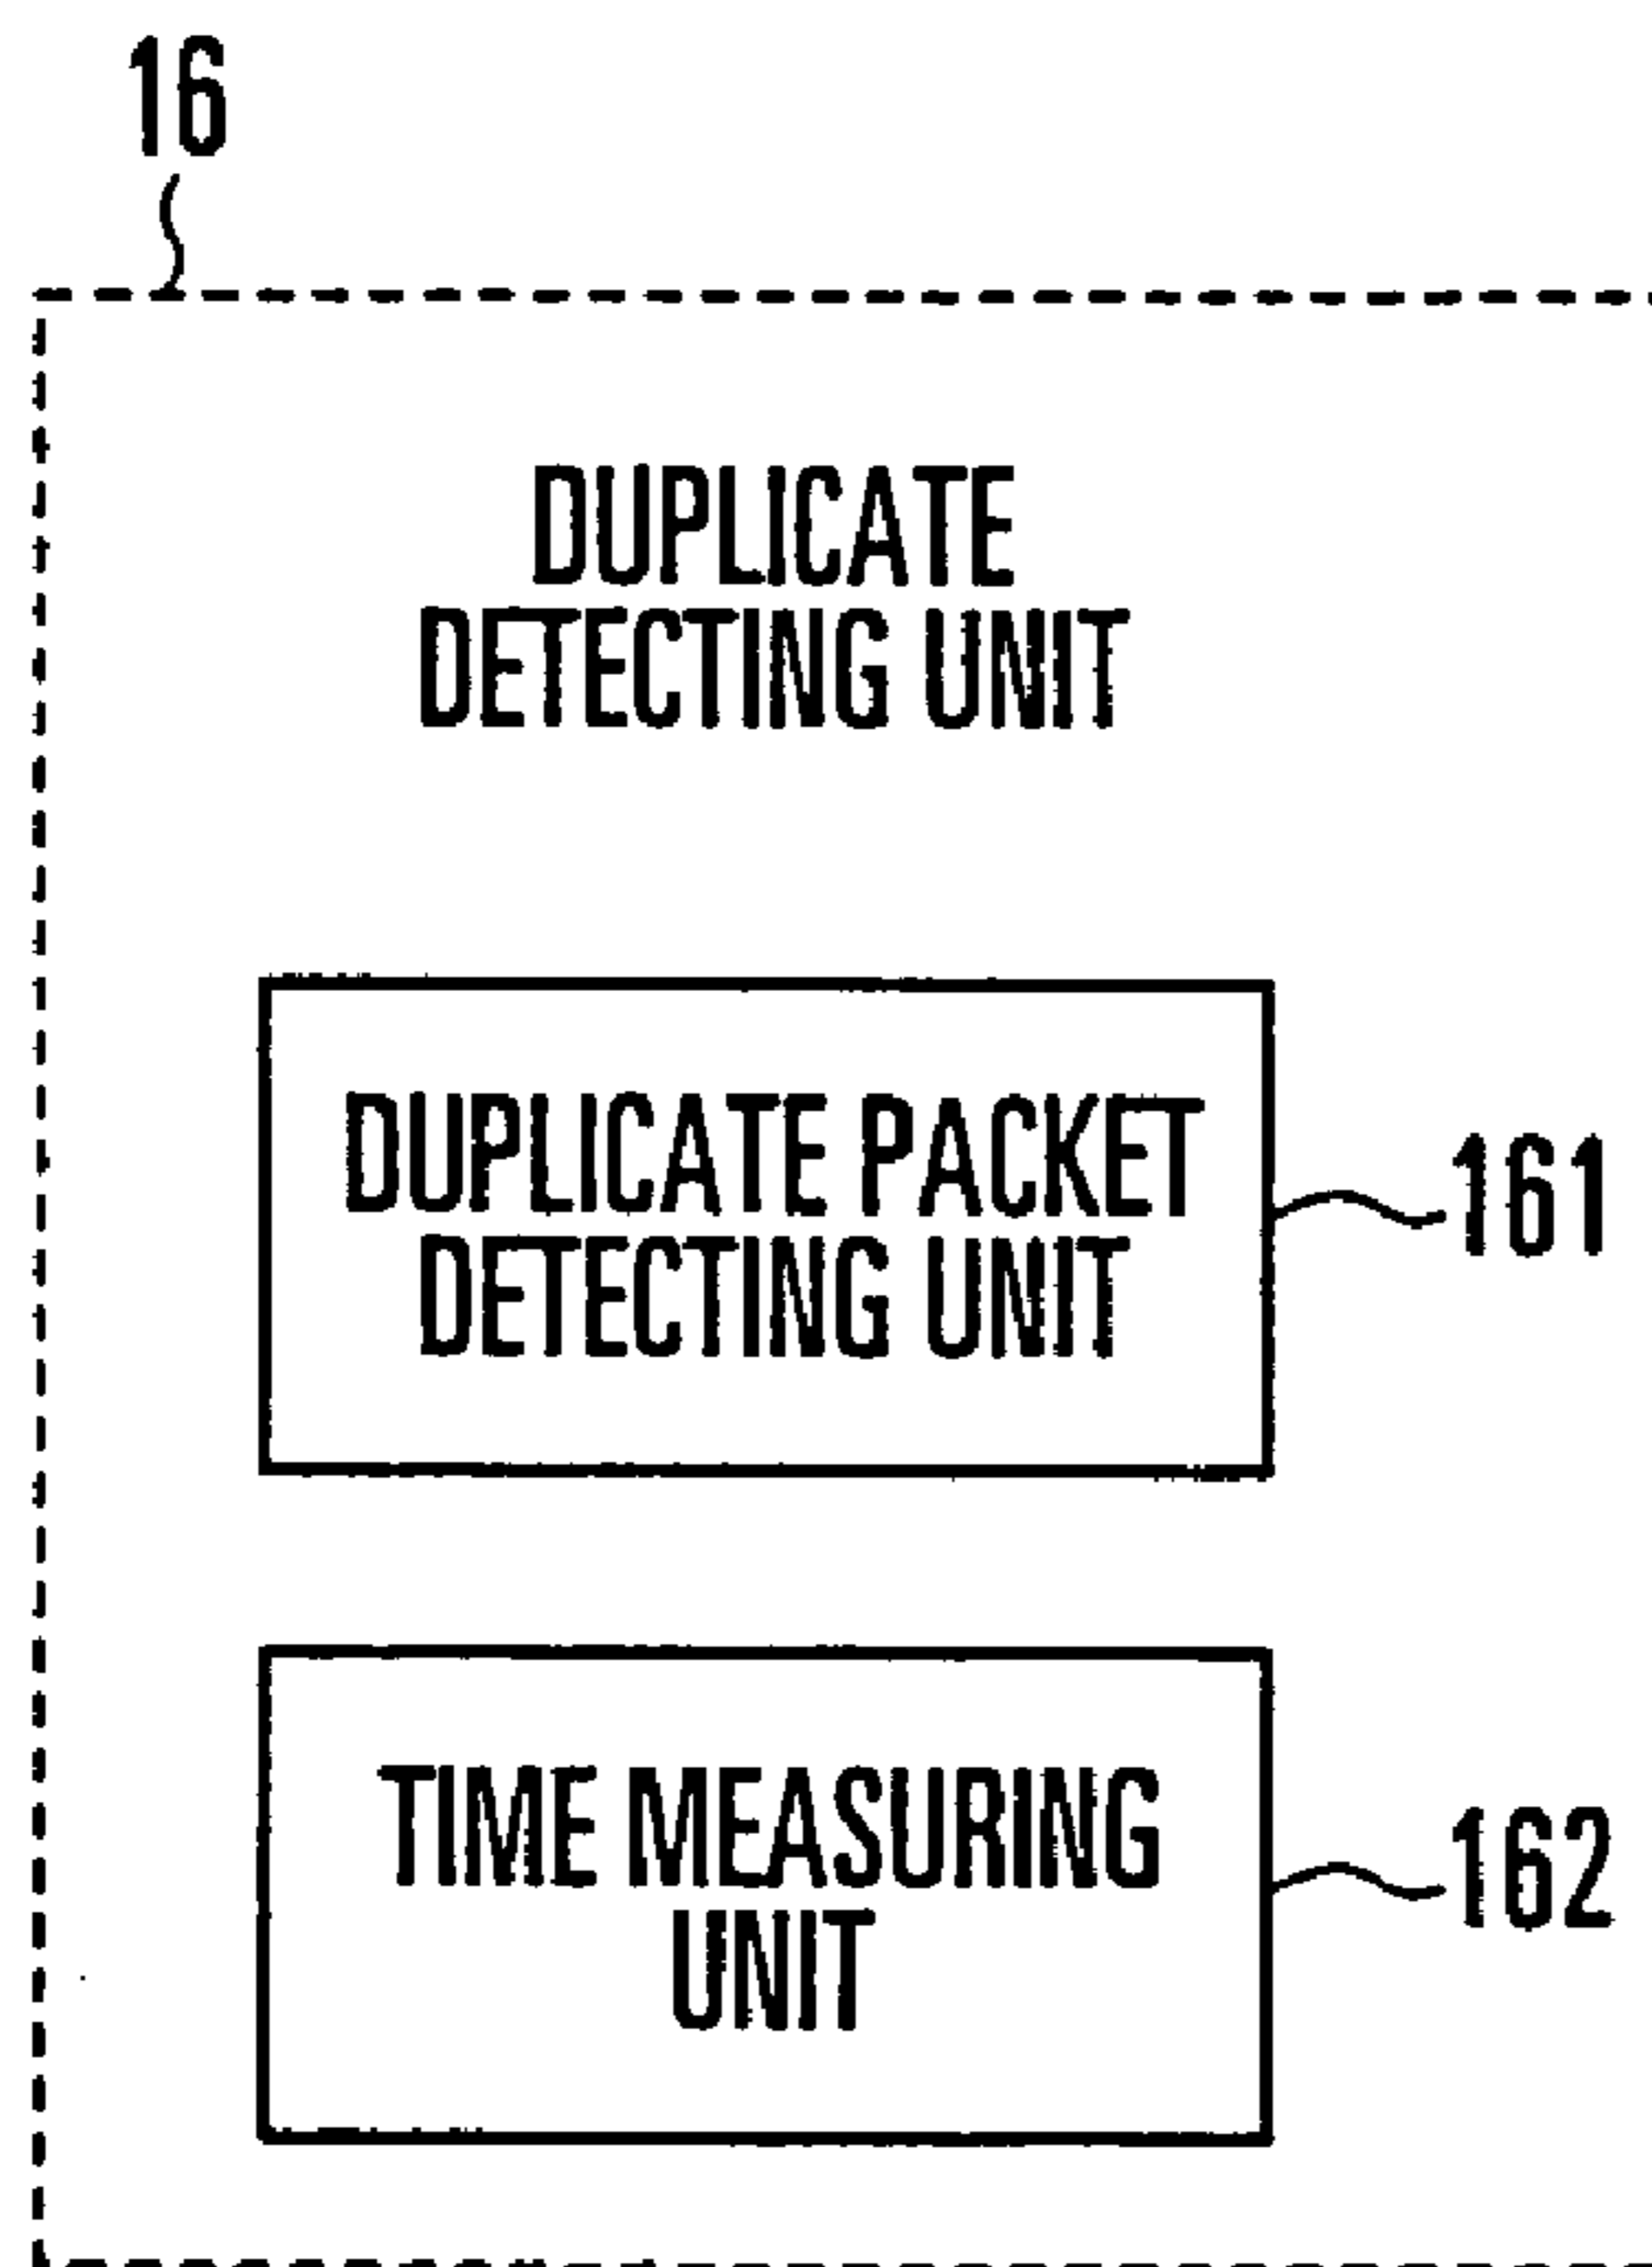 16
DUPLICATE
DETECTING UNIT
DUPLICATE PACKET
DETECTING UNIT
161
TIME MEASURING
UNIT
162